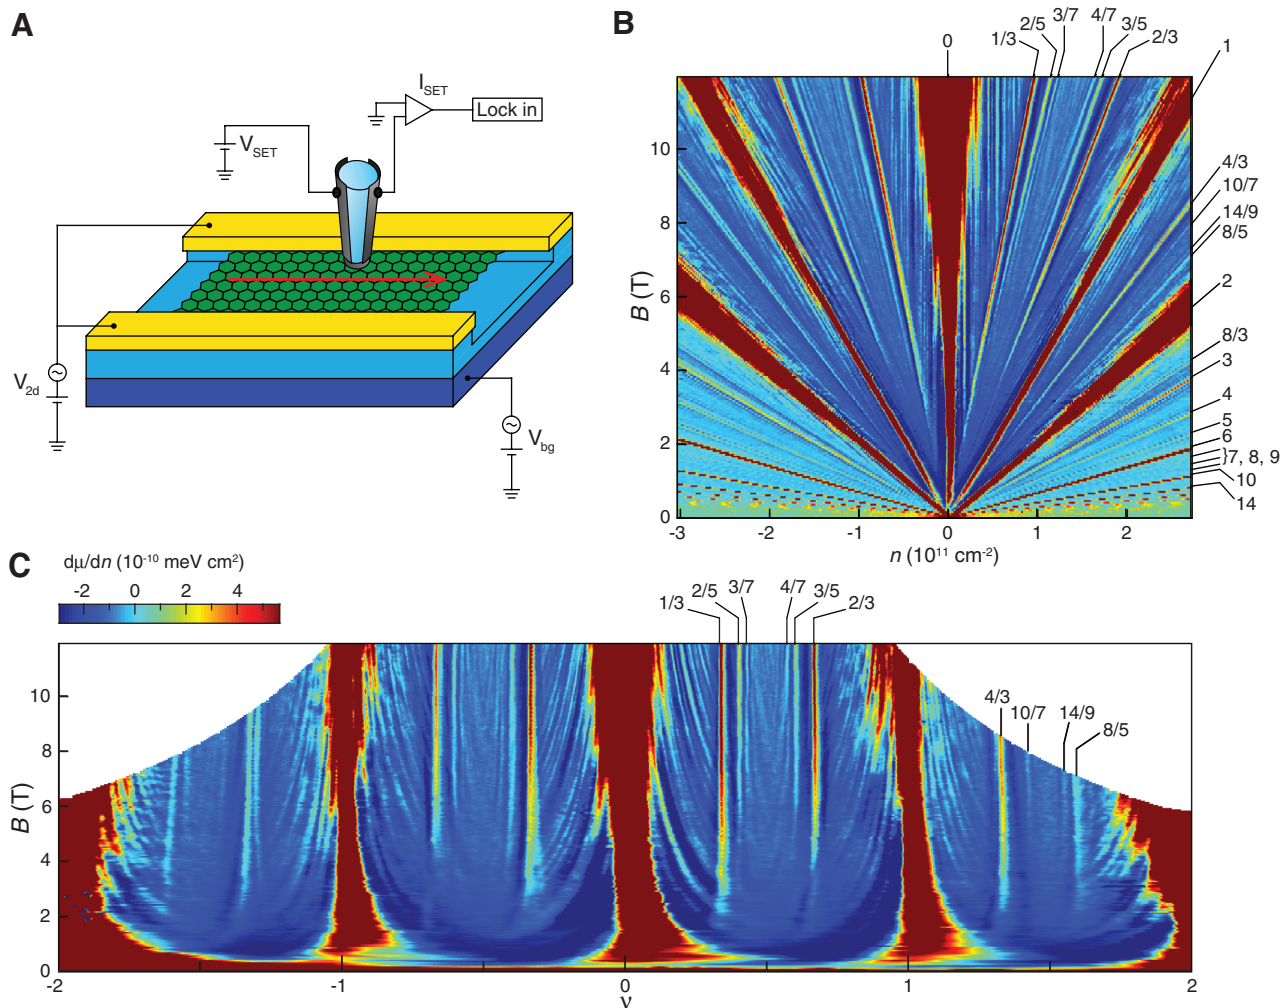 A
I_SET
Lock in
V_SET
V_2d
V_bg
B
0
1/3
2/5
3/7
4/7
3/5
2/3
1
4/3
10/7
14/9
8/5
2
8/3
3
4
5
6
}7, 8, 9
10
14
B (T)
10
8
6
4
2
0
-3 -2 -1 0 1 2
n (10¹¹ cm⁻²)
C
dμ/dn (10⁻¹⁰ meV cm²)
-2 0 2 4
1/3
2/5
3/7
4/7
3/5
2/3
4/3
10/7
14/9
8/5
B (T)
10
8
6
4
2
0
-2 -1 0 1 2
ν